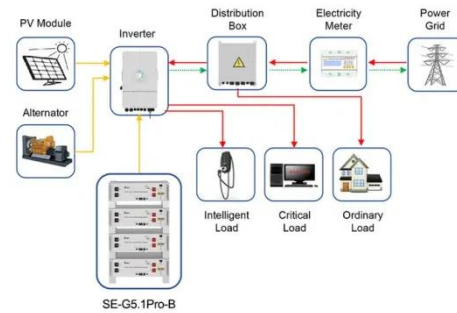 PV Module
Inverter
Distribution
Box
Electricity
Meter
Power
Grid
Alternator
Intelligent
Load
Critical
Load
Ordinary
Load
SE-G5.1Pro-B